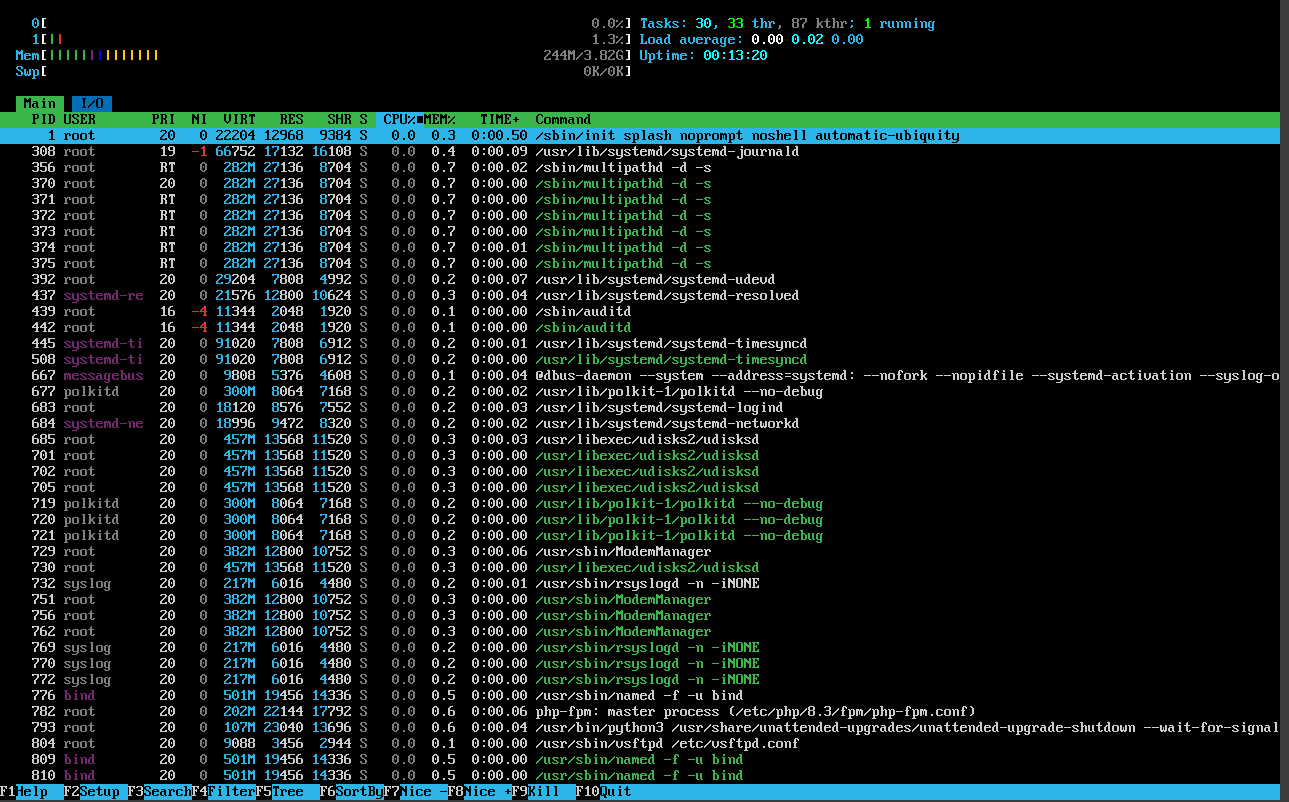 0[ 0.0%] Tasks: 30, 33 thr, 87 kthr; 1 running
1[|| 1.3%] Load average: 0.00 0.02 0.00
Mem[|||||||||||||| 244M/3.82G] Uptime: 00:13:20
Swp[ 0K/0K]
Main I/O
PID USER PRI NI VIRT RES SHR S CPU%■MEM% TIME+ Command
1 root 20 0 22204 12968 9384 S 0.0 0.3 0:00.50 /sbin/init splash noprompt noshell automatic-ubiquity
308 root 19 -1 66752 17132 16108 S 0.0 0.4 0:00.09 /usr/lib/systemd/systemd-journald
356 root RT 0 282M 27136 8704 S 0.0 0.7 0:00.02 /sbin/multipathd -d -s
370 root 20 0 282M 27136 8704 S 0.0 0.7 0:00.00 /sbin/multipathd -d -s
371 root RT 0 282M 27136 8704 S 0.0 0.7 0:00.00 /sbin/multipathd -d -s
372 root RT 0 282M 27136 8704 S 0.0 0.7 0:00.00 /sbin/multipathd -d -s
373 root RT 0 282M 27136 8704 S 0.0 0.7 0:00.00 /sbin/multipathd -d -s
374 root RT 0 282M 27136 8704 S 0.0 0.7 0:00.01 /sbin/multipathd -d -s
375 root RT 0 282M 27136 8704 S 0.0 0.7 0:00.00 /sbin/multipathd -d -s
392 root 20 0 29204 7808 4992 S 0.0 0.2 0:00.07 /usr/lib/systemd/systemd-udevd
437 systemd-re 20 0 21576 12800 10624 S 0.0 0.3 0:00.04 /usr/lib/systemd/systemd-resolved
439 root 16 -4 11344 2048 1920 S 0.0 0.1 0:00.00 /sbin/auditd
442 root 16 -4 11344 2048 1920 S 0.0 0.1 0:00.00 /sbin/auditd
445 systemd-ti 20 0 91020 7808 6912 S 0.0 0.2 0:00.01 /usr/lib/systemd/systemd-timesyncd
508 systemd-ti 20 0 91020 7808 6912 S 0.0 0.2 0:00.00 /usr/lib/systemd/systemd-timesyncd
667 messagebus 20 0 9808 5376 4608 S 0.0 0.1 0:00.04 @dbus-daemon --system --address=systemd: --nofork --nopidfile --systemd-activation --syslog-o
677 polkitd 20 0 300M 8064 7168 S 0.0 0.2 0:00.02 /usr/lib/polkit-1/polkitd --no-debug
683 root 20 0 18120 8576 7552 S 0.0 0.2 0:00.03 /usr/lib/systemd/systemd-logind
684 systemd-ne 20 0 18996 9472 8320 S 0.0 0.2 0:00.02 /usr/lib/systemd/systemd-networkd
685 root 20 0 457M 13568 11520 S 0.0 0.3 0:00.03 /usr/libexec/udisks2/udisksd
701 root 20 0 457M 13568 11520 S 0.0 0.3 0:00.00 /usr/libexec/udisks2/udisksd
702 root 20 0 457M 13568 11520 S 0.0 0.3 0:00.00 /usr/libexec/udisks2/udisksd
705 root 20 0 457M 13568 11520 S 0.0 0.3 0:00.00 /usr/libexec/udisks2/udisksd
719 polkitd 20 0 300M 8064 7168 S 0.0 0.2 0:00.00 /usr/lib/polkit-1/polkitd --no-debug
720 polkitd 20 0 300M 8064 7168 S 0.0 0.2 0:00.00 /usr/lib/polkit-1/polkitd --no-debug
721 polkitd 20 0 300M 8064 7168 S 0.0 0.2 0:00.00 /usr/lib/polkit-1/polkitd --no-debug
729 root 20 0 382M 12800 10752 S 0.0 0.3 0:00.06 /usr/sbin/ModemManager
730 root 20 0 457M 13568 11520 S 0.0 0.3 0:00.00 /usr/libexec/udisks2/udisksd
732 syslog 20 0 217M 6016 4480 S 0.0 0.2 0:00.01 /usr/sbin/rsyslogd -n -iNONE
751 root 20 0 382M 12800 10752 S 0.0 0.3 0:00.00 /usr/sbin/ModemManager
756 root 20 0 382M 12800 10752 S 0.0 0.3 0:00.00 /usr/sbin/ModemManager
762 root 20 0 382M 12800 10752 S 0.0 0.3 0:00.00 /usr/sbin/ModemManager
769 syslog 20 0 217M 6016 4480 S 0.0 0.2 0:00.00 /usr/sbin/rsyslogd -n -iNONE
770 syslog 20 0 217M 6016 4480 S 0.0 0.2 0:00.00 /usr/sbin/rsyslogd -n -iNONE
772 syslog 20 0 217M 6016 4480 S 0.0 0.2 0:00.00 /usr/sbin/rsyslogd -n -iNONE
776 bind 20 0 501M 19456 14336 S 0.0 0.5 0:00.00 /usr/sbin/named -f -u bind
782 root 20 0 202M 22144 17792 S 0.0 0.6 0:00.06 php-fpm: master process (/etc/php/8.3/fpm/php-fpm.conf)
793 root 20 0 107M 23040 13696 S 0.0 0.6 0:00.04 /usr/bin/python3 /usr/share/unattended-upgrades/unattended-upgrade-shutdown --wait-for-signal
804 root 20 0 9088 3456 2944 S 0.0 0.1 0:00.00 /usr/sbin/vsftpd /etc/vsftpd.conf
809 bind 20 0 501M 19456 14336 S 0.0 0.5 0:00.00 /usr/sbin/named -f -u bind
810 bind 20 0 501M 19456 14336 S 0.0 0.5 0:00.00 /usr/sbin/named -f -u bind
F1Help F2Setup F3SearchF4FilterF5Tree F6SortByF7Nice -F8Nice +F9Kill F10Quit